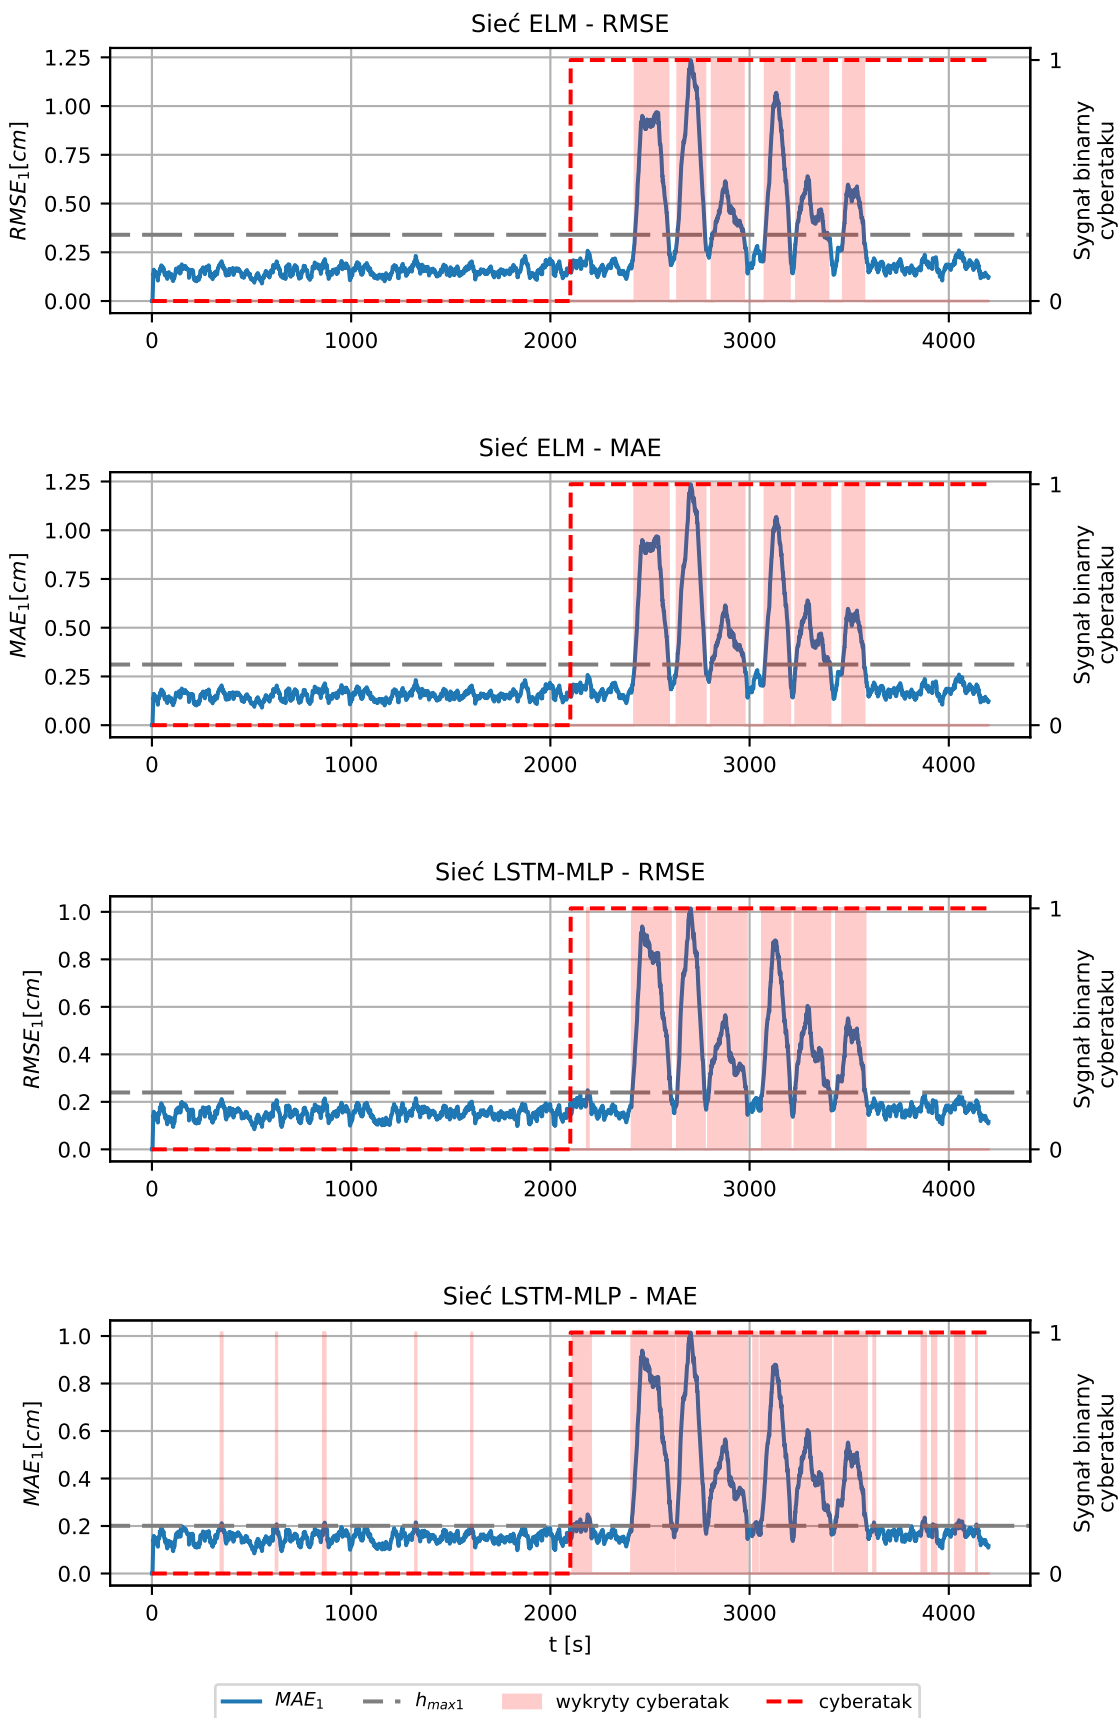 Sieć ELM - RMSE
1.25
1.00
0.75
0.50
0.25
0.00
RMSE₁[cm]
1
0
Sygnał binarny
cyberataku
0 1000 2000 3000 4000
Sieć ELM - MAE
1.25
1.00
0.75
0.50
0.25
0.00
MAE₁[cm]
1
0
Sygnał binarny
cyberataku
0 1000 2000 3000 4000
Sieć LSTM-MLP - RMSE
1.0
0.8
0.6
0.4
0.2
0.0
RMSE₁[cm]
1
0
Sygnał binarny
cyberataku
0 1000 2000 3000 4000
Sieć LSTM-MLP - MAE
1.0
0.8
0.6
0.4
0.2
0.0
MAE₁[cm]
1
0
Sygnał binarny
cyberataku
0 1000 2000 3000 4000
t [s]
MAE₁ hmax1 wykryty cyberatak cyberatak